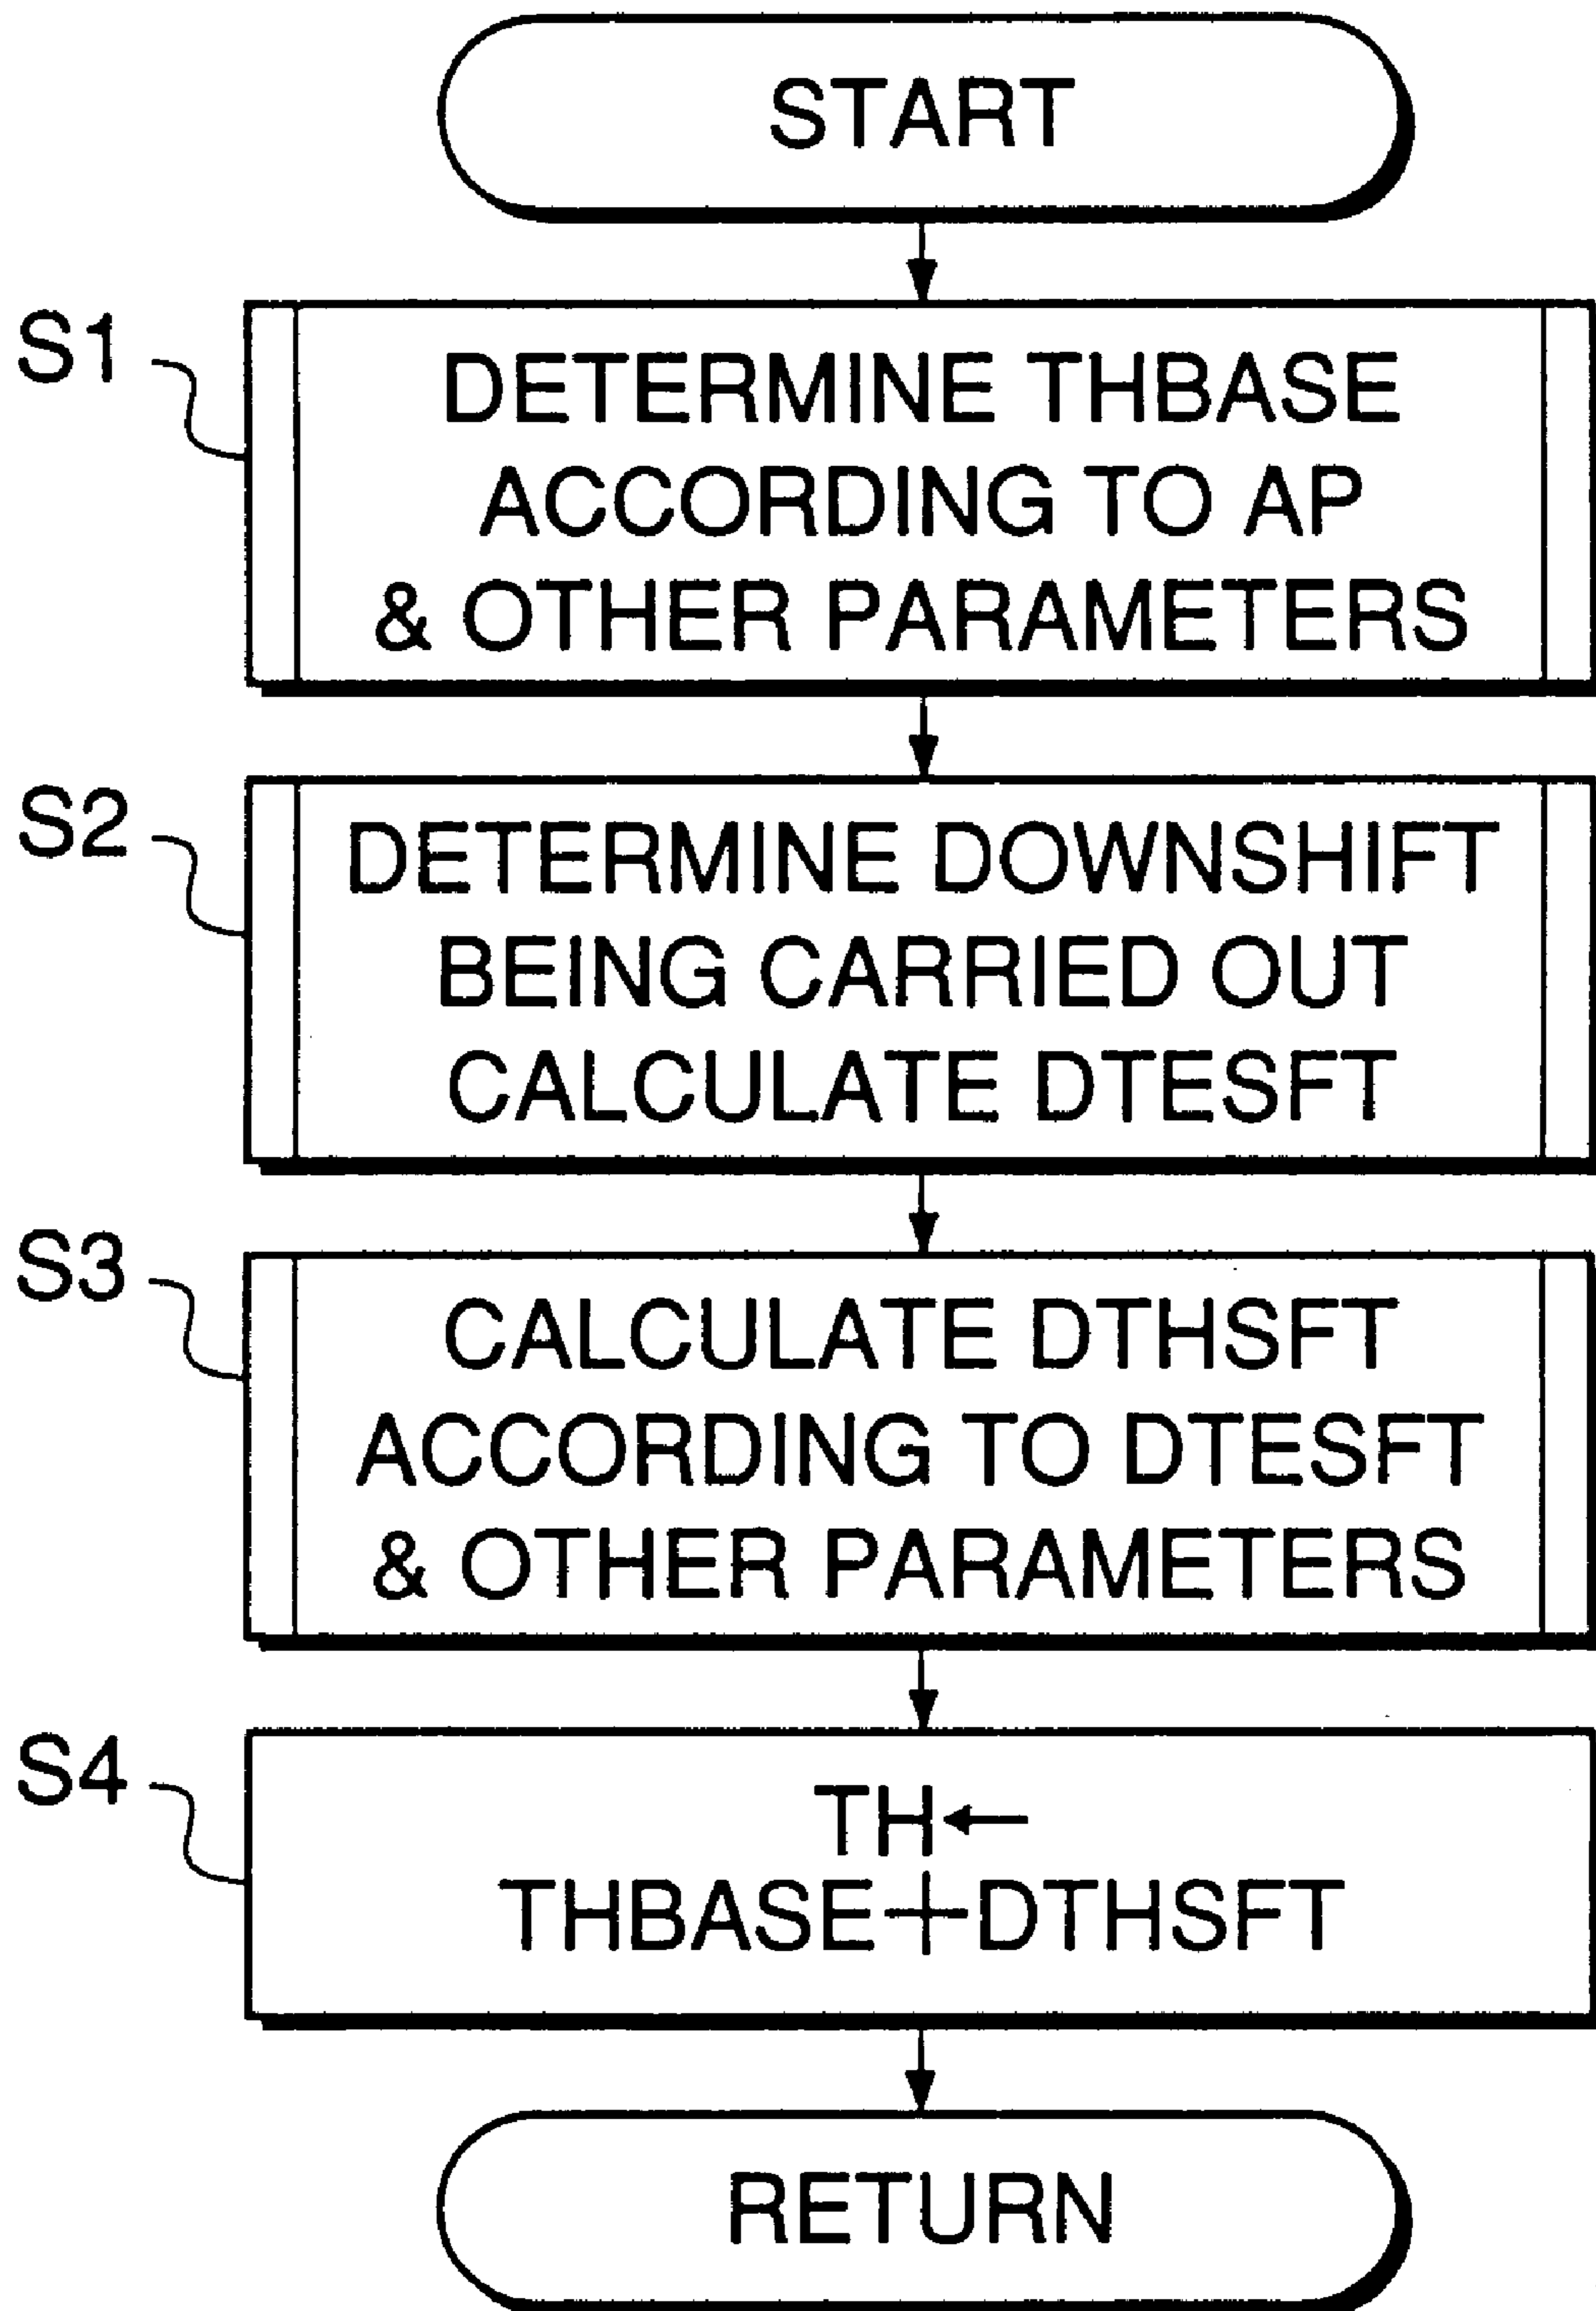 START
S1
DETERMINE THBASE
ACCORDING TO AP
& OTHER PARAMETERS
S2
DETERMINE DOWNSHIFT
BEING CARRIED OUT
CALCULATE DTESFT
S3
CALCULATE DTHSFT
ACCORDING TO DTESFT
& OTHER PARAMETERS
S4
TH←
THBASE+DTHSFT
RETURN